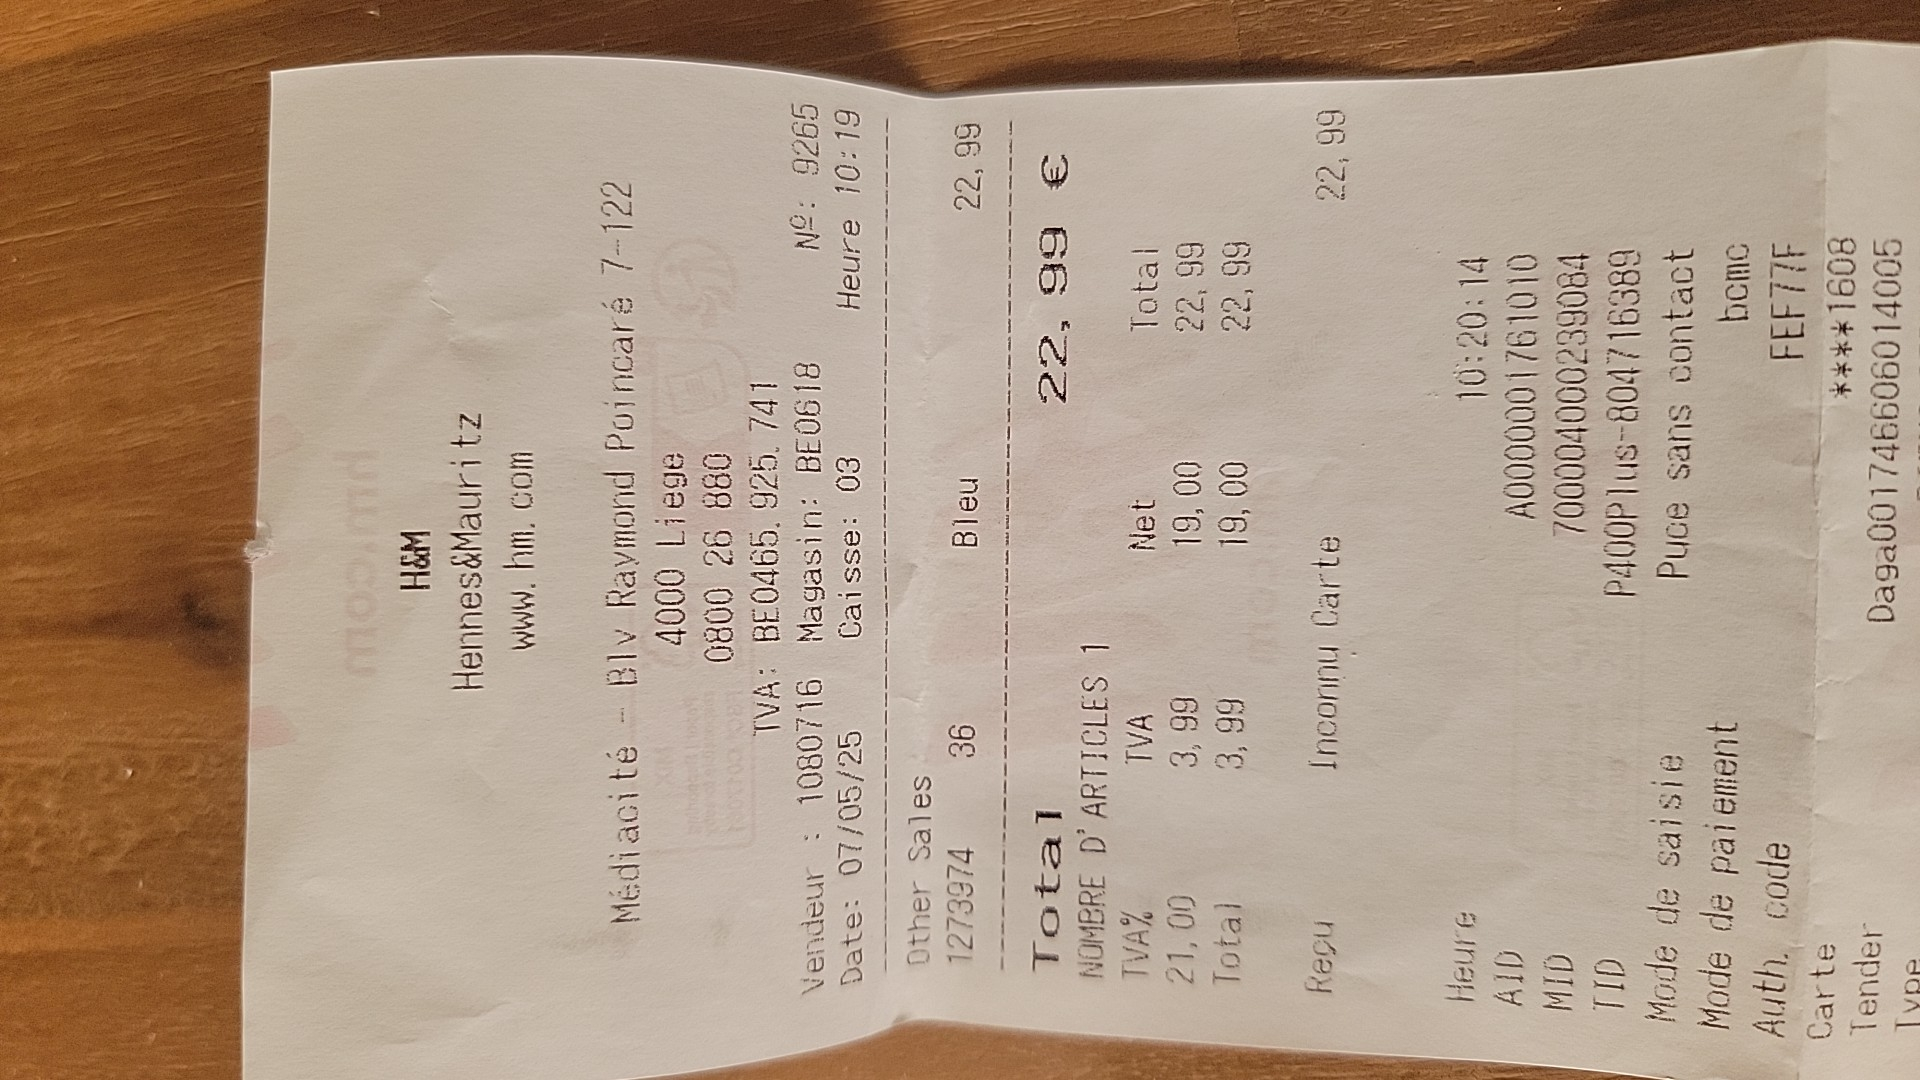 H&M
Hennes&Mauritz
www.hm.com
Médiacité - Blv Raymond Poincaré 7-122
4000 Liege
0800 26 880
TVA: BE0465.925.741
Vendeur : 1080716 Magasin: BE0618 Nº: 9265
Date: 07/05/25 Caisse: 03 Heure 10:19
Other Sales
12739974 36 Bleu 22,99
Total 22,99 €
NOMBRE D'ARTICLES 1
TVA% TVA Net Total
21,00 3,99 19,00 22,99
Total 3,99 19,00 22,99
Reçu Inconnu Carte 22,99
Heure 10:20:14
AID A0000001761010
MID 7000040000239084
TID P400Plus-804716389
Mode de saisie Puce sans contact
Mode de paiement bcmc
Auth. code FEF77F
Carte ****1608
Tender Daga001746606014005
Type